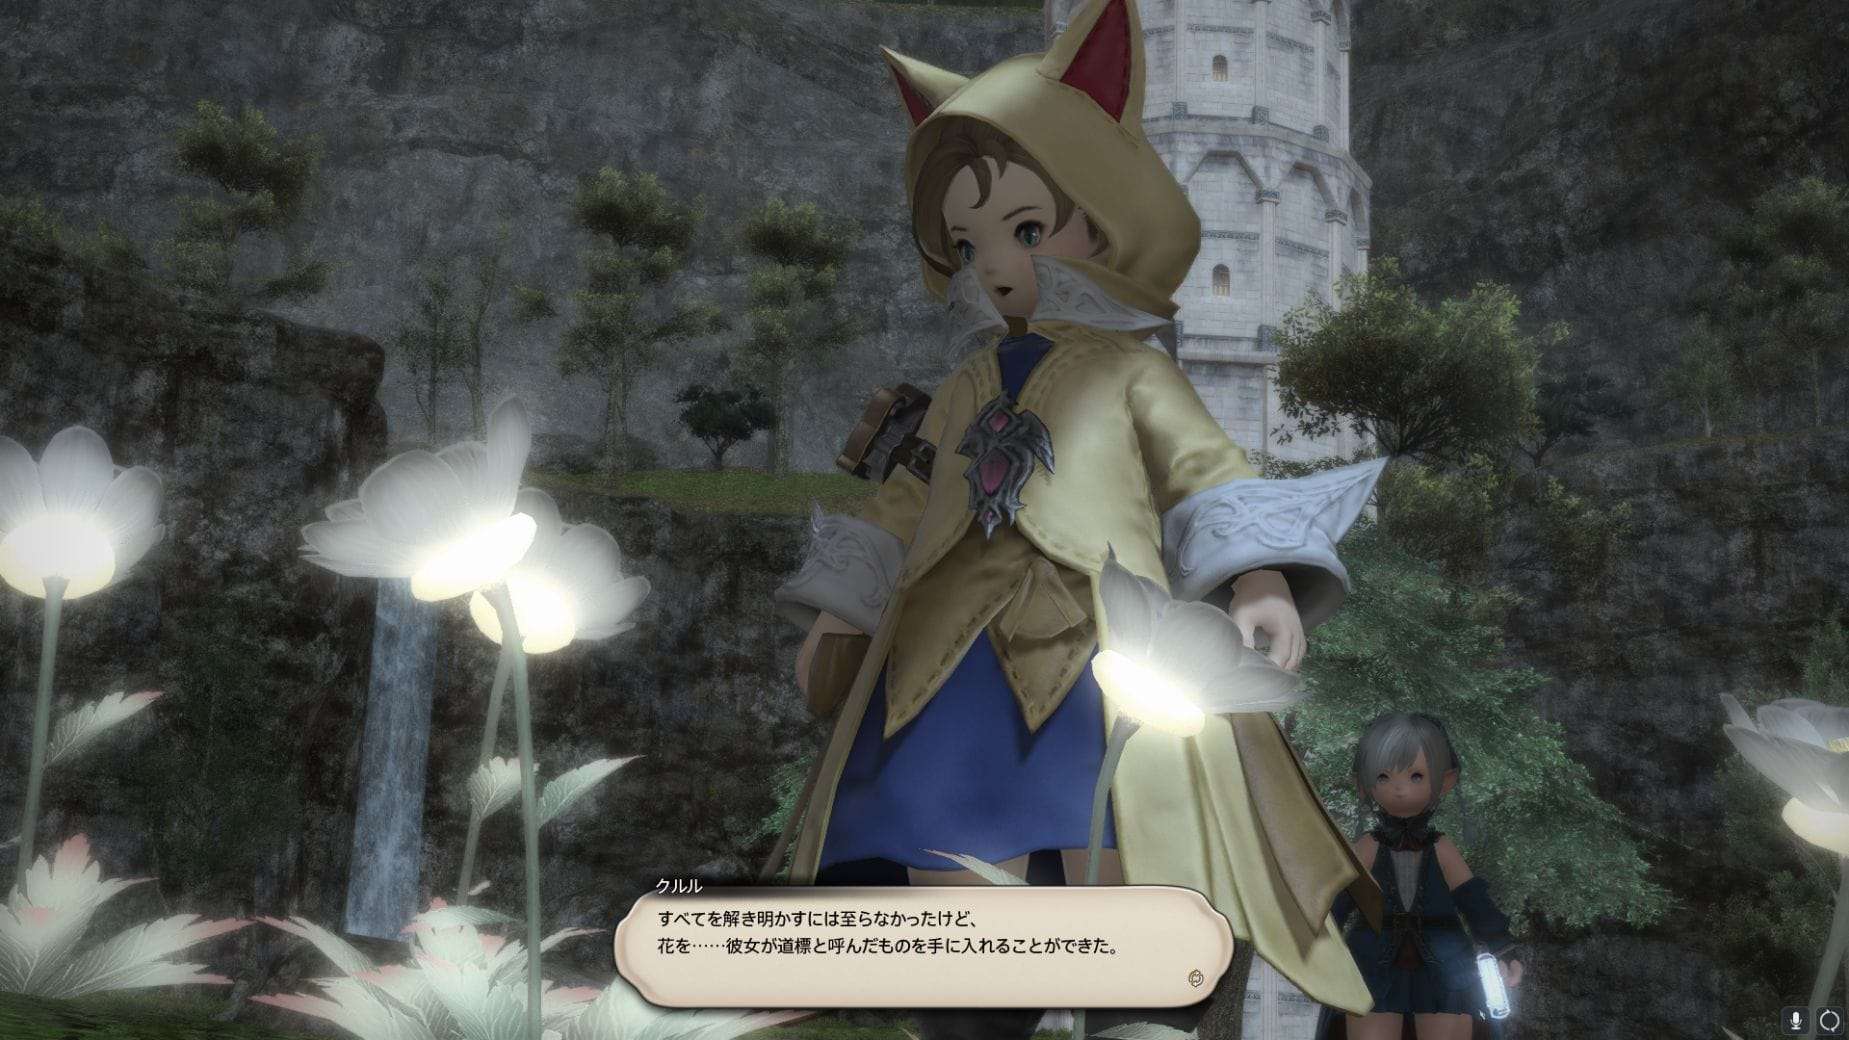 クルル
すべてを解き明かすには至らなかったけど、
花を……彼女が道標と呼んだものを手に入れることができた。